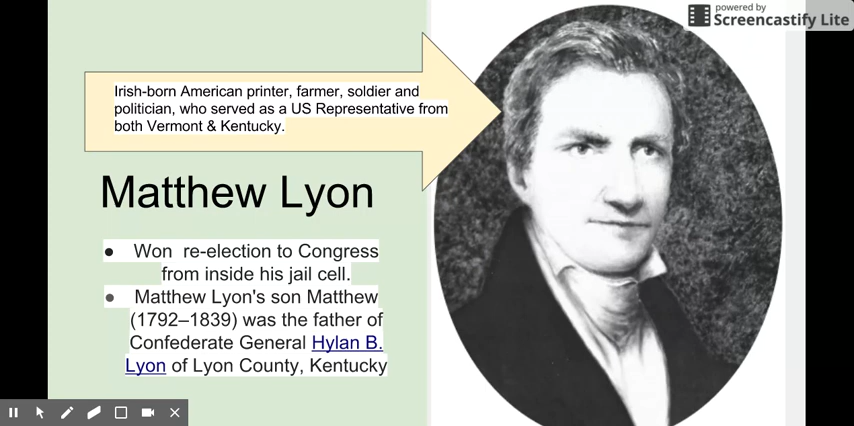 powered by
Screencastify Lite
Irish-born American printer, farmer, soldier and
politician, who served as a US Representative from
both Vermont & Kentucky.
Matthew Lyon
● Won re-election to Congress
from inside his jail cell.
● Matthew Lyon's son Matthew
(1792–1839) was the father of
Confederate General Hylan B.
Lyon of Lyon County, Kentucky